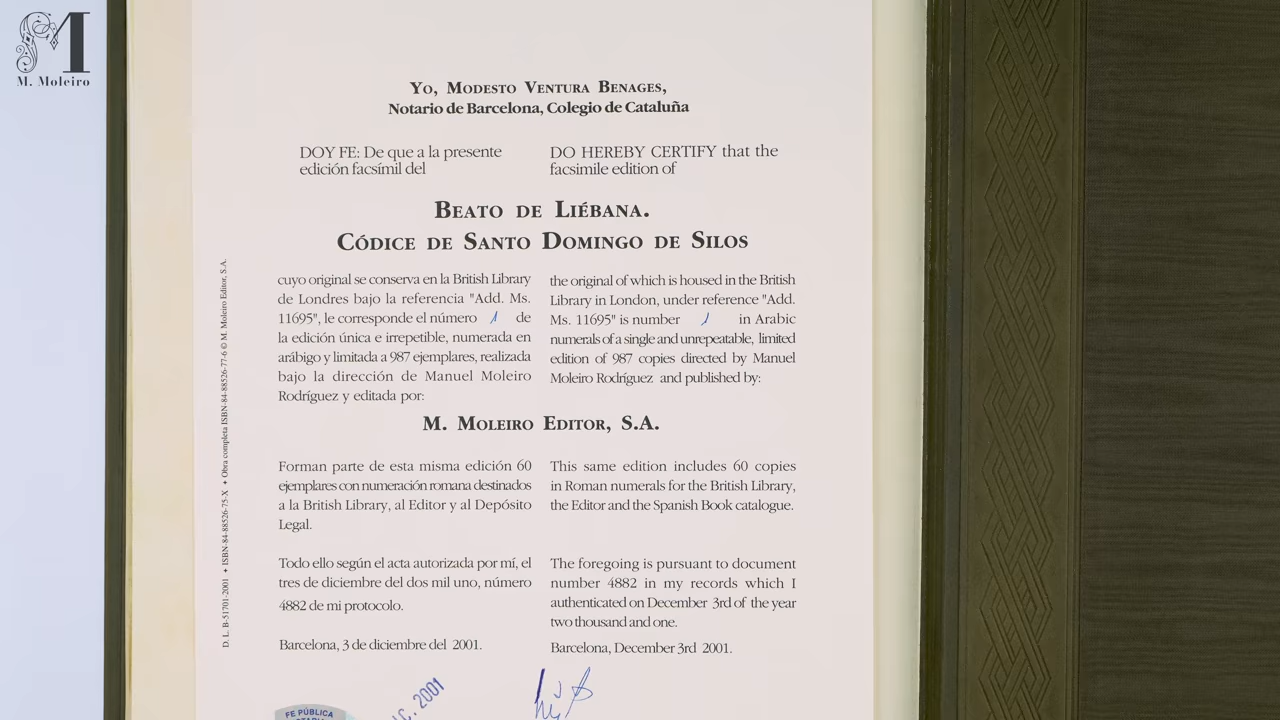 M
M. Moleiro
Yo, Modesto Ventura Benages,
Notario de Barcelona, Colegio de Cataluña
DOY FE: De que a la presente
edición facsímil del
DO HEREBY CERTIFY that the
facsimile edition of
Beato de Liébana.
Códice de Santo Domingo de Silos
cuyo original se conserva en la British Library
de Londres bajo la referencia "Add. Ms.
11695", le corresponde el número 1 de
la edición única e irrepetible, numerada en
arábigo y limitada a 987 ejemplares, realizada
bajo la dirección de Manuel Moleiro
Rodríguez y editada por:
the original of which is housed in the British
Library in London, under reference "Add.
Ms. 11695" is number 1 in Arabic
numerals of a single and unrepeatable, limited
edition of 987 copies directed by Manuel
Moleiro Rodríguez and published by:
M. Moleiro Editor, S.A.
Forman parte de esta misma edición 60
ejemplares con numeración romana destinados
a la British Library, al Editor y al Depósito
Legal.
This same edition includes 60 copies
in Roman numerals for the British Library,
the Editor and the Spanish Book catalogue.
Todo ello según el acta autorizada por mí, el
tres de diciembre del dos mil uno, número
4882 de mi protocolo.
The foregoing is pursuant to document
number 4882 in my records which I
authenticated on December 3rd of the year
two thousand and one.
Barcelona, 3 de diciembre del 2001.
Barcelona, December 3rd 2001.
D. L. B-51701-2001 ✦ ISBN-84-88526-75-X ✦ Obra completa ISBN-84-88526-77-6 © M. Moleiro Editor, S.A.
FE PÚBLICA
2001